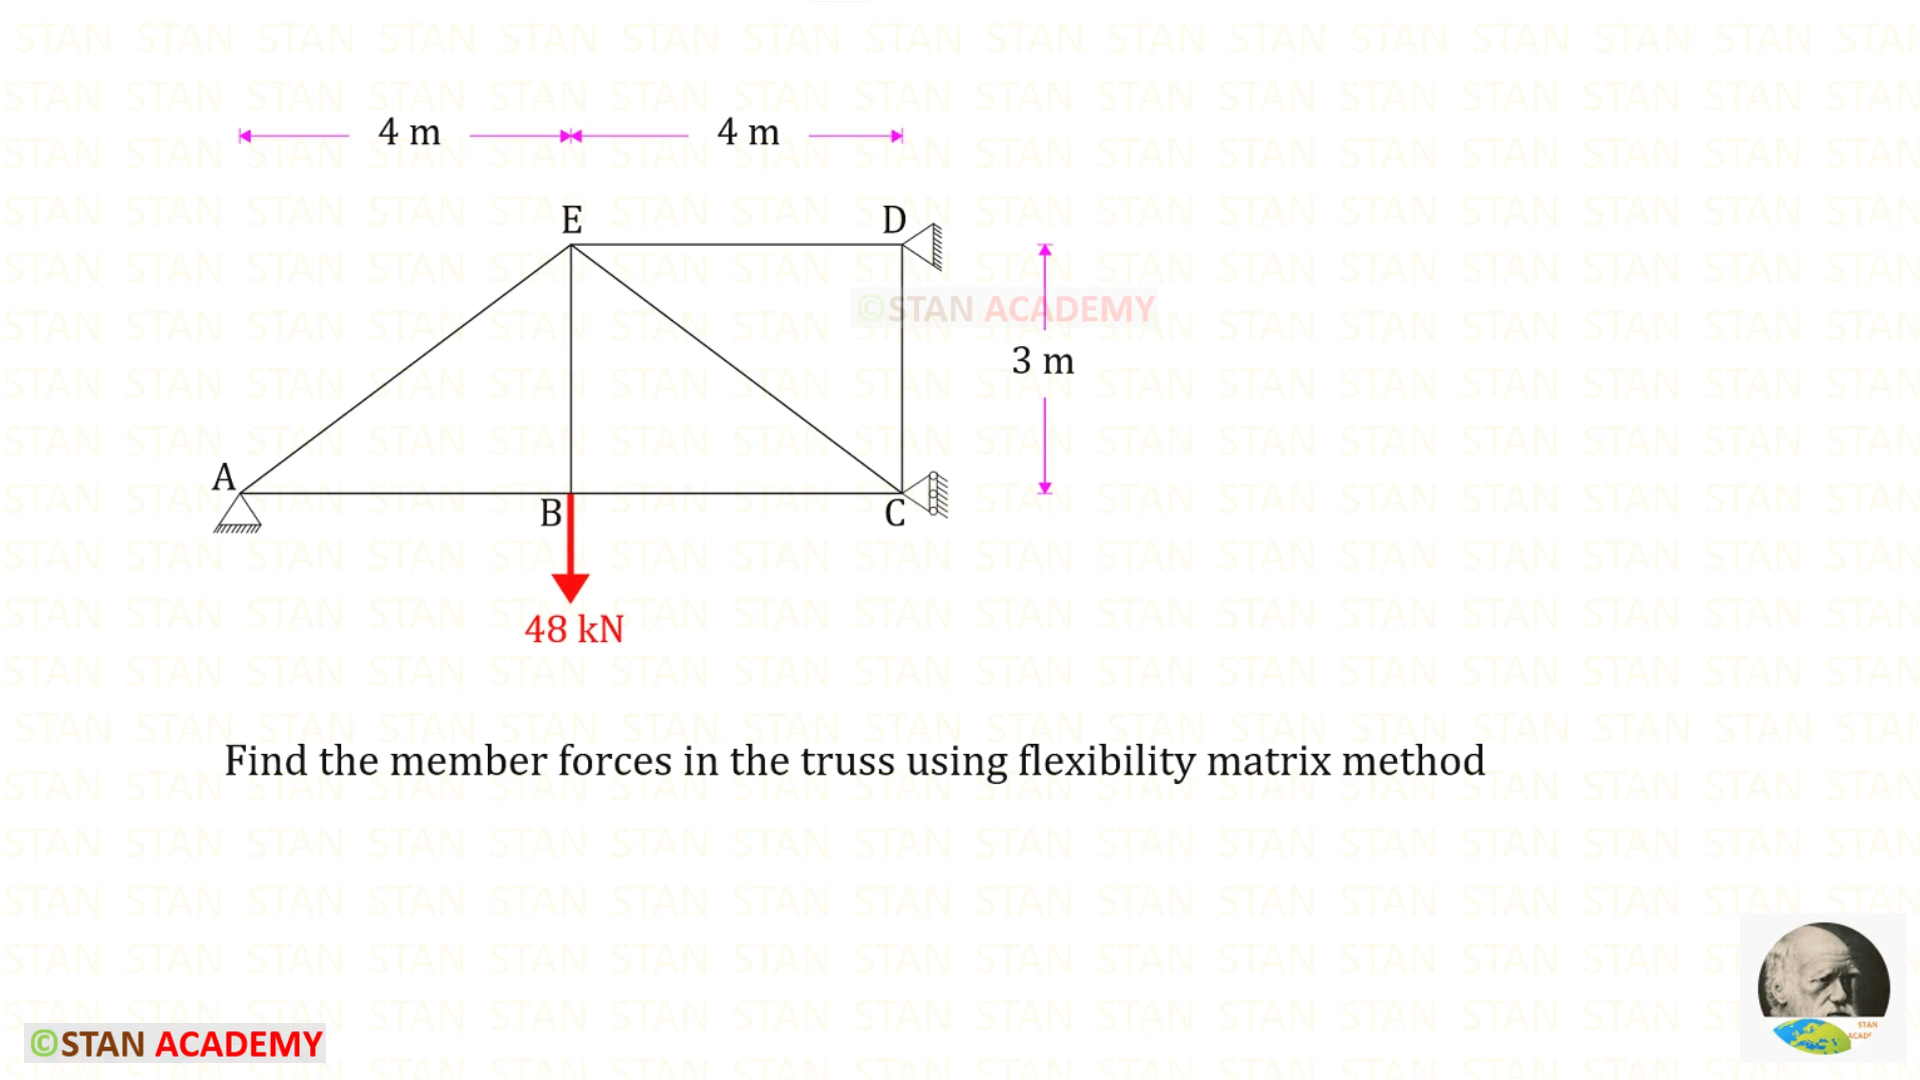 4 m 4 m
E D
©STAN ACADEMY
3 m
A
B C
48 kN
Find the member forces in the truss using flexibility matrix method
©STAN ACADEMY
STAN